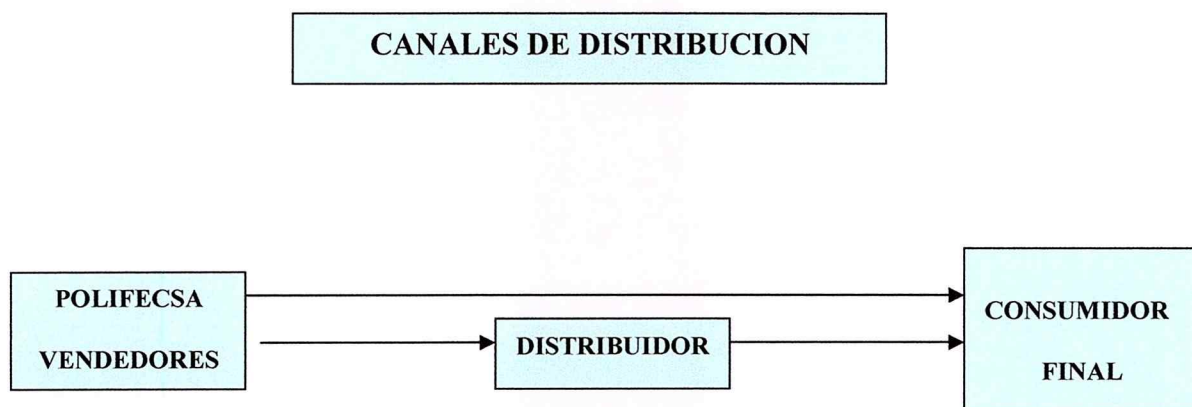 CANALES DE DISTRIBUCION
POLIFECSA
VENDEDORES
DISTRIBUIDOR
CONSUMIDOR
FINAL